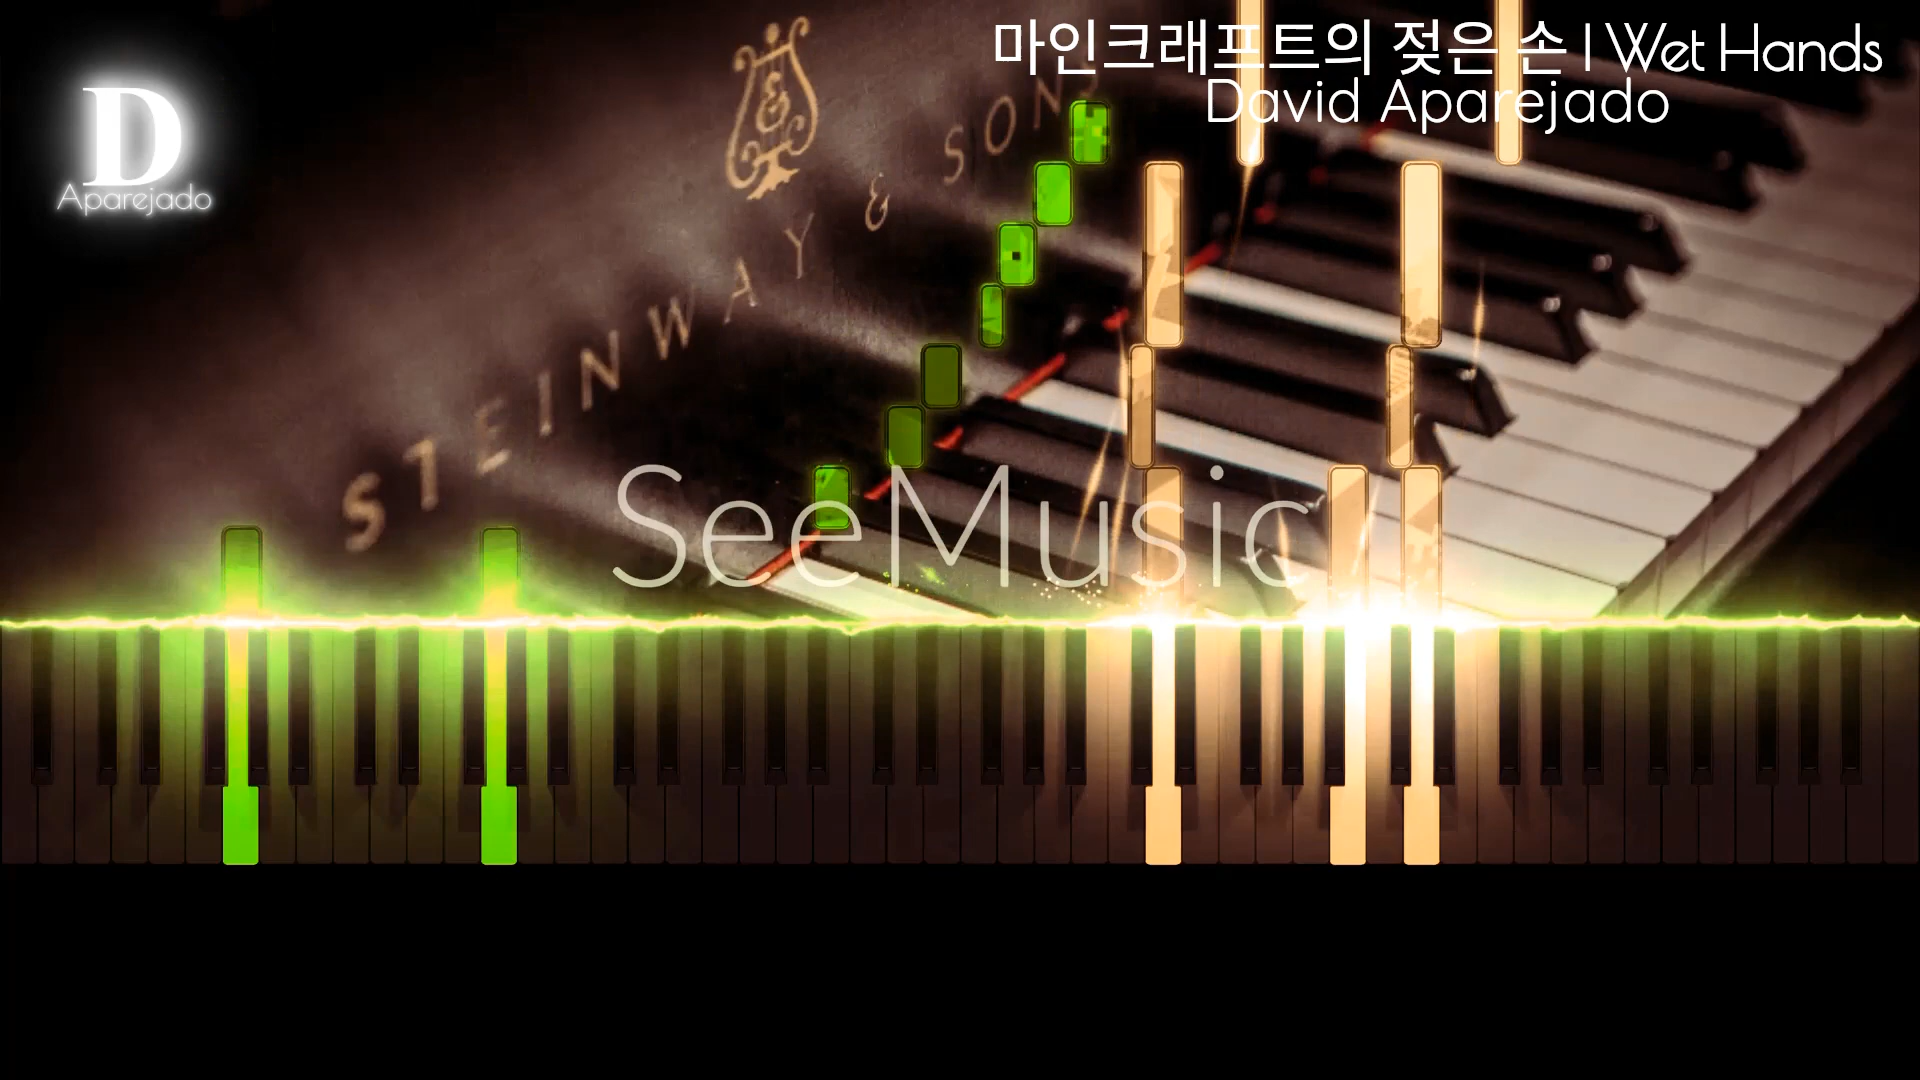 마인크래프트의 젖은 손 | Wet Hands
David Aparejado
D
Aparejado
STEINWAY & SONS
SeeMusic